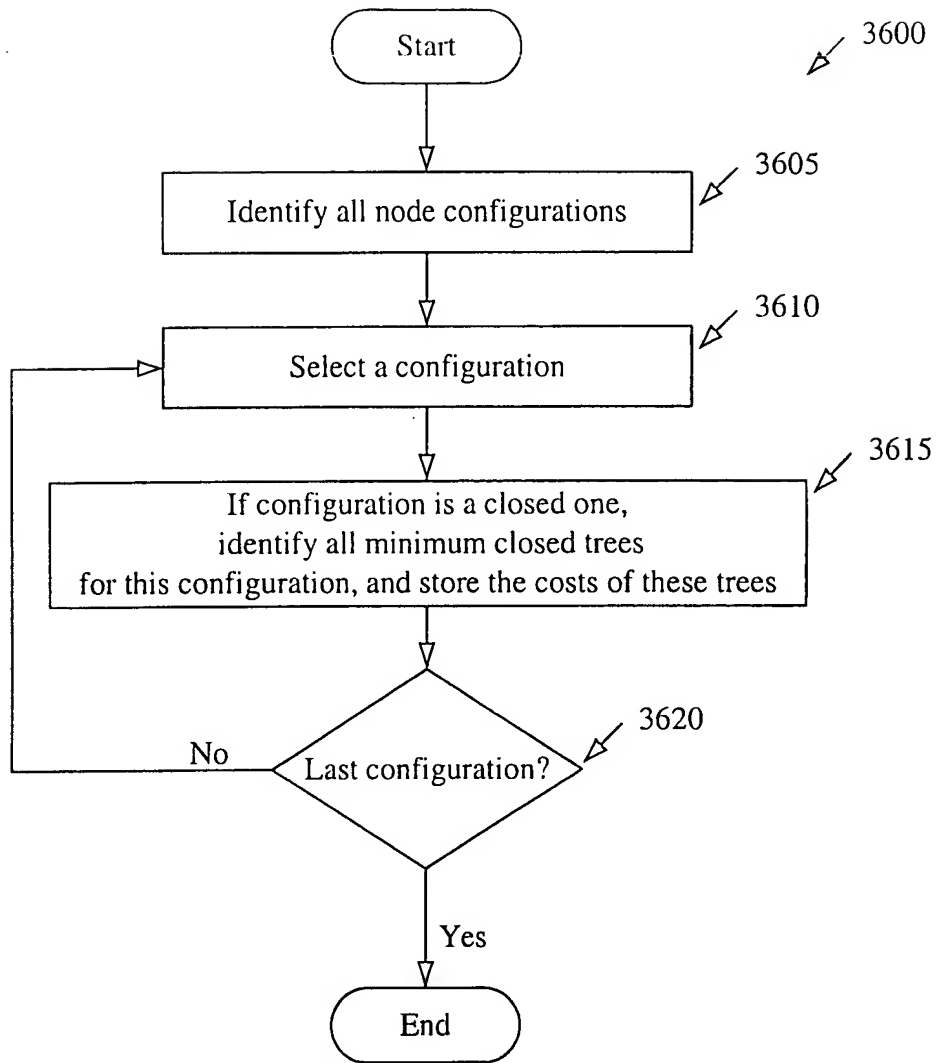 Start
3600
3605
Identify all node configurations
3610
Select a configuration
3615
If configuration is a closed one,
identify all minimum closed trees
for this configuration, and store the costs of these trees
3620
No
Last configuration?
Yes
End